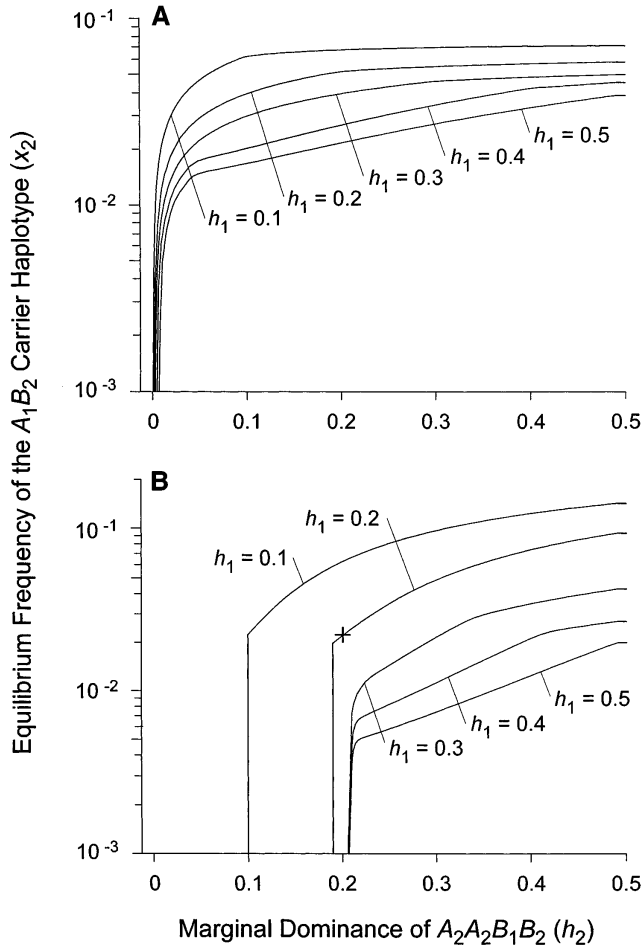 A
10⁻¹
10⁻²
10⁻³
h₁ = 0.5
h₁ = 0.4
h₁ = 0.3
h₁ = 0.2
h₁ = 0.1
0 0.1 0.2 0.3 0.4 0.5
Equilibrium Frequency of the A₁B₂ Carrier Haplotype (x₂)
B
10⁻¹
10⁻²
10⁻³
h₁ = 0.2
h₁ = 0.1
h₁ = 0.5
h₁ = 0.4
h₁ = 0.3
0 0.1 0.2 0.3 0.4 0.5
Marginal Dominance of A₂A₂B₁B₂ (h₂)